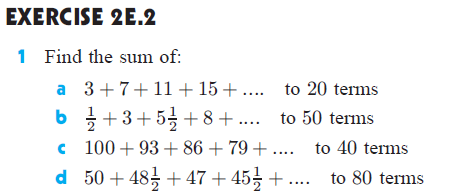 EXERCISE 2E.2
1 Find the sum of:
a 3 + 7 + 11 + 15 + .... to 20 terms
b ½ + 3 + 5½ + 8 + .... to 50 terms
c 100 + 93 + 86 + 79 + .... to 40 terms
d 50 + 48½ + 47 + 45½ + .... to 80 terms